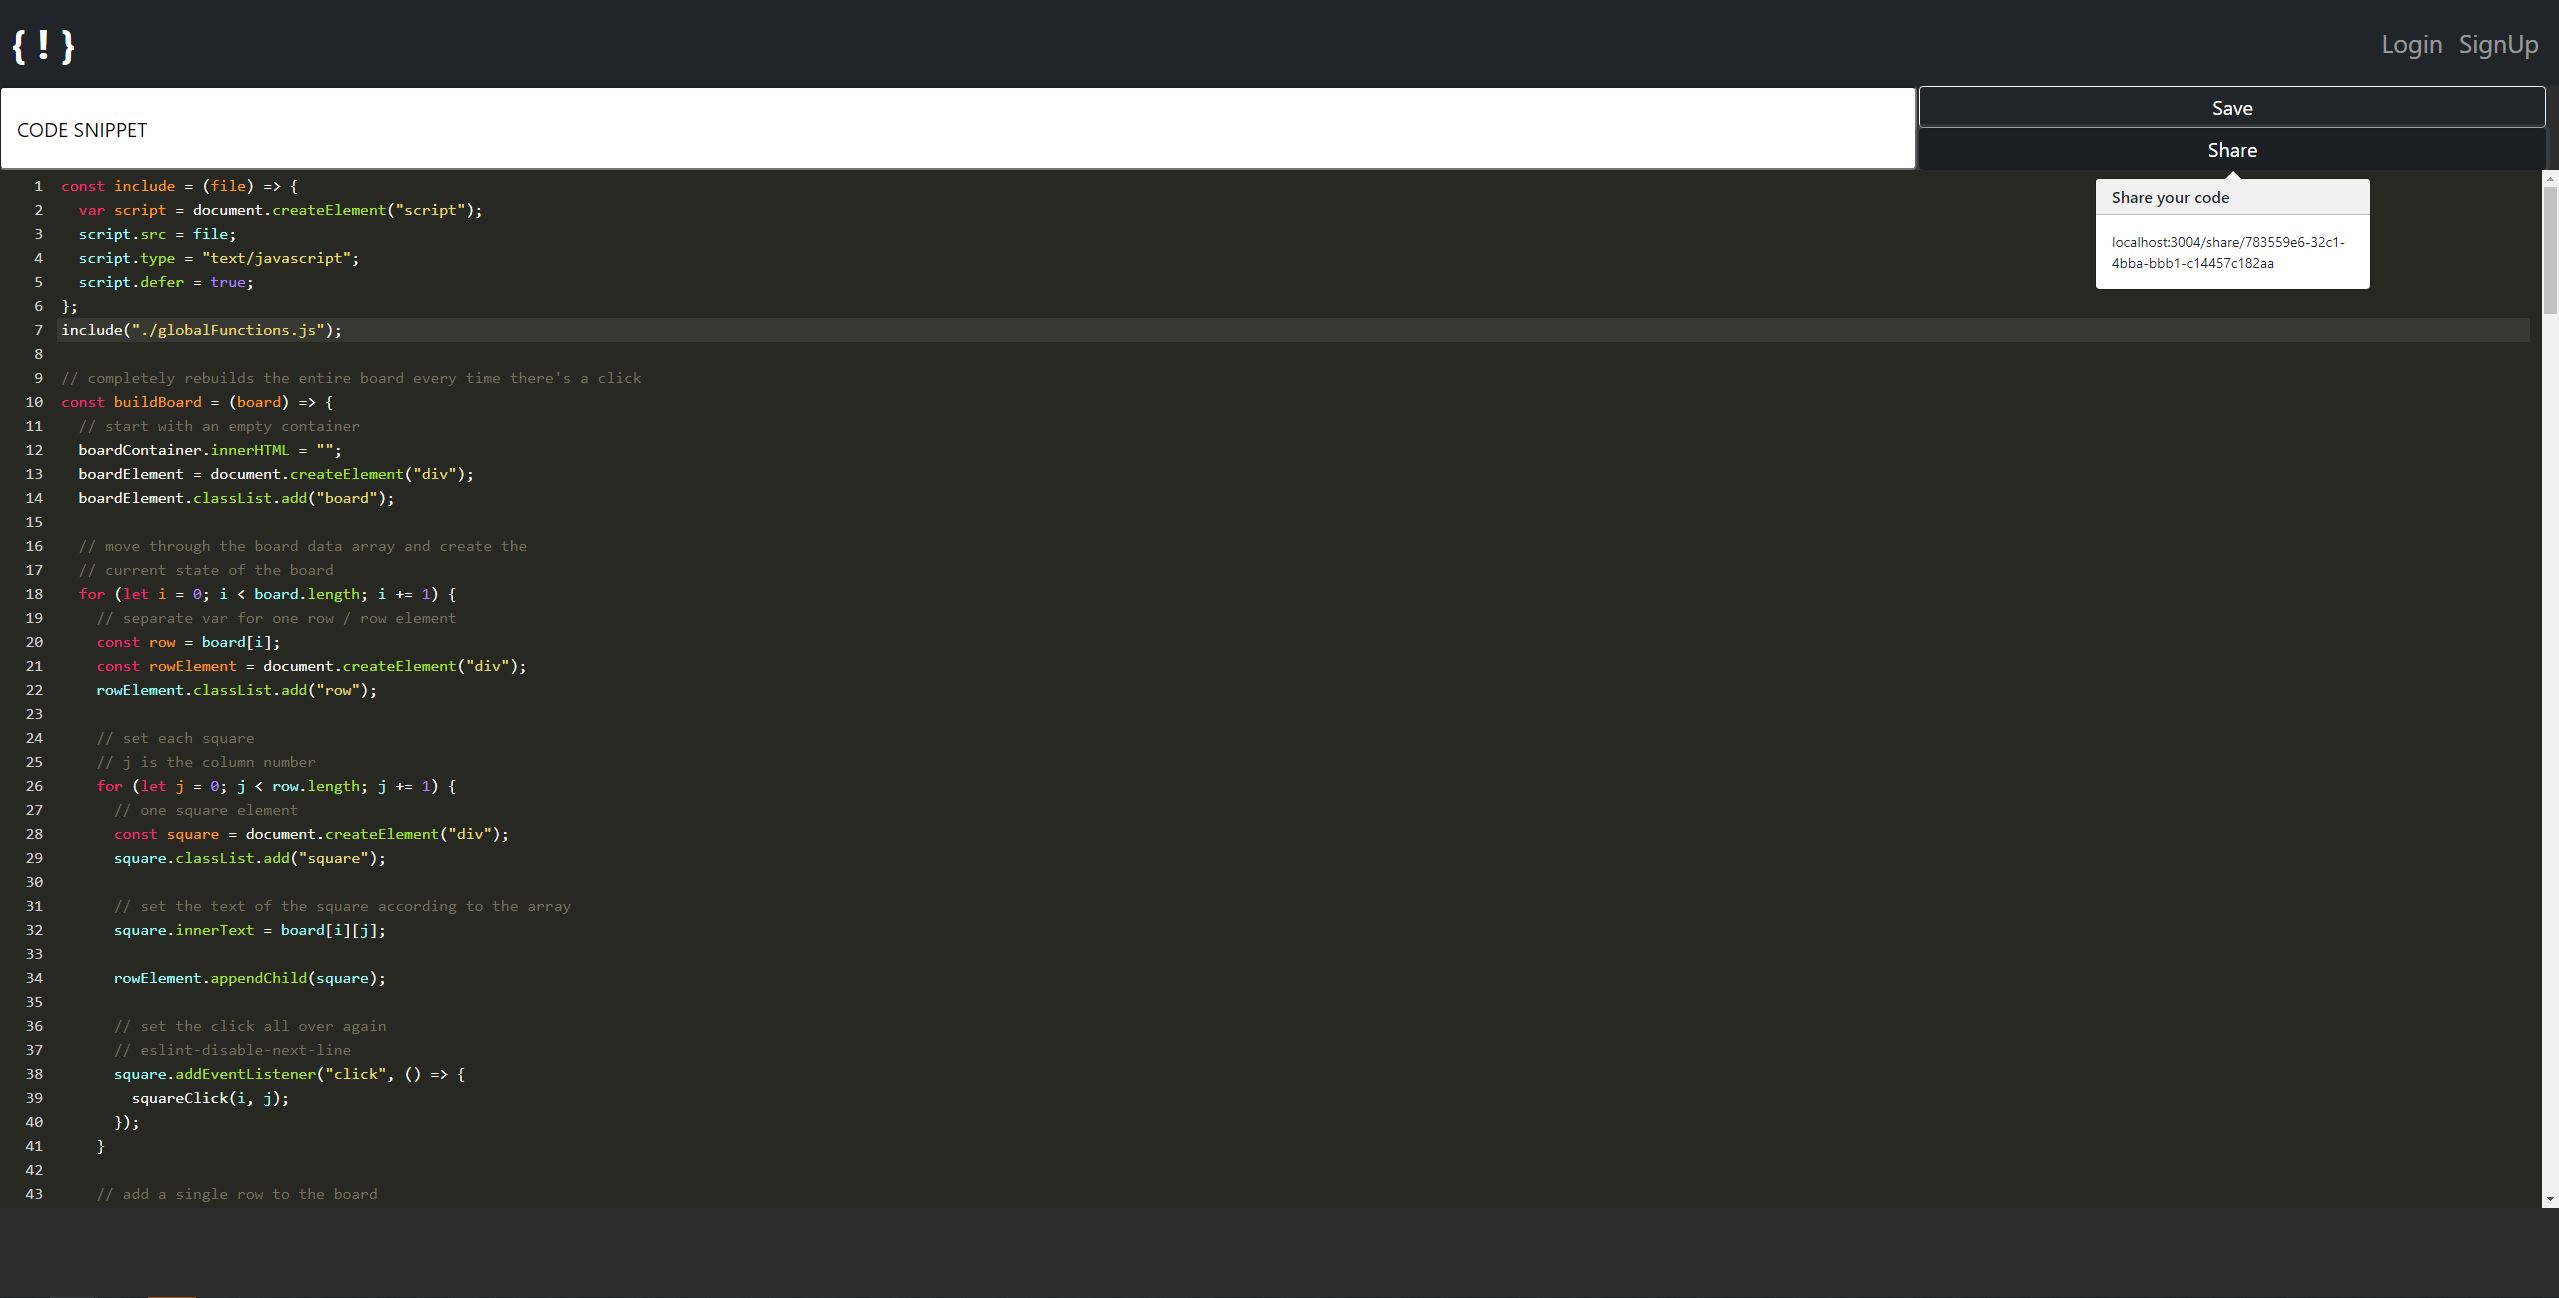 { ! }
Login SignUp
CODE SNIPPET
Save
Share
Share your code
localhost:3004/share/783559e6-32c1-
4bba-bbb1-c14457c182aa
1 const include = (file) => {
2   var script = document.createElement("script");
3   script.src = file;
4   script.type = "text/javascript";
5   script.defer = true;
6 };
7 include("./globalFunctions.js");
8
9 // completely rebuilds the entire board every time there's a click
10 const buildBoard = (board) => {
11   // start with an empty container
12   boardContainer.innerHTML = "";
13   boardElement = document.createElement("div");
14   boardElement.classList.add("board");
15
16   // move through the board data array and create the
17   // current state of the board
18   for (let i = 0; i < board.length; i += 1) {
19     // separate var for one row / row element
20     const row = board[i];
21     const rowElement = document.createElement("div");
22     rowElement.classList.add("row");
23
24     // set each square
25     // j is the column number
26     for (let j = 0; j < row.length; j += 1) {
27       // one square element
28       const square = document.createElement("div");
29       square.classList.add("square");
30
31       // set the text of the square according to the array
32       square.innerText = board[i][j];
33
34       rowElement.appendChild(square);
35
36       // set the click all over again
37       // eslint-disable-next-line
38       square.addEventListener("click", () => {
39         squareClick(i, j);
40       });
41     }
42
43     // add a single row to the board